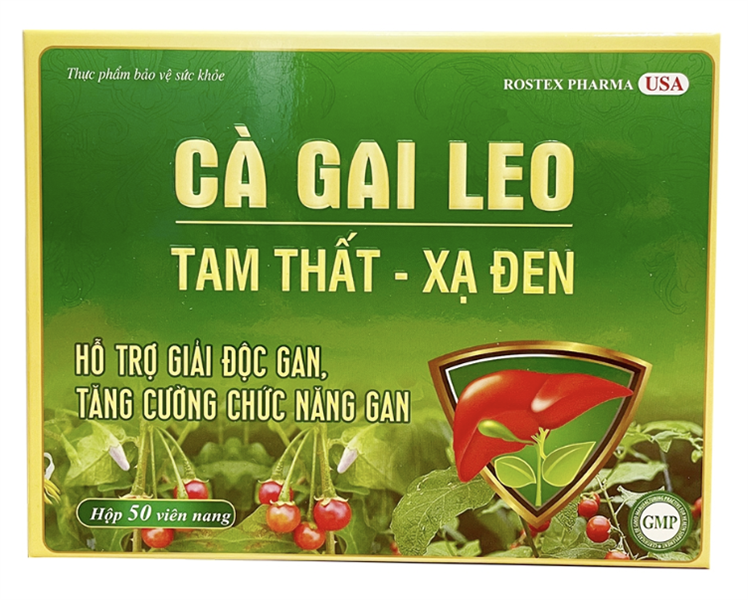 Thực phẩm bảo vệ sức khỏe
ROSTEX PHARMA USA
CÀ GAI LEO
TAM THẤT - XẠ ĐEN
HỖ TRỢ GIẢI ĐỘC GAN,
TĂNG CƯỜNG CHỨC NĂNG GAN
Hộp 50 viên nang
GMP